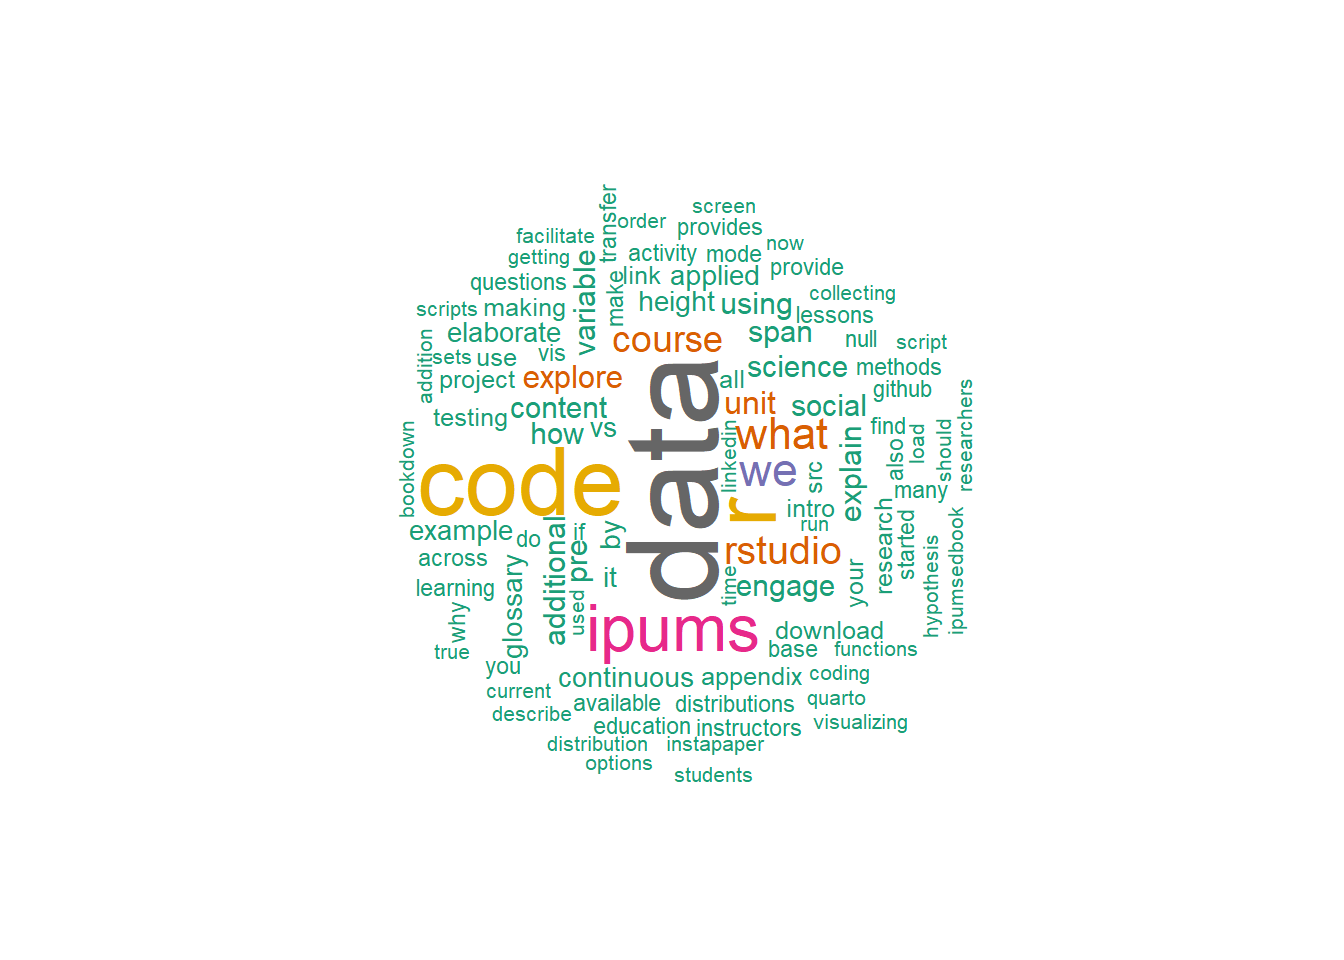 screen
transfer
order
provides
facilitate
now
getting
activity
mode
variable
link
applied
provide
questions
make
height
using
collecting
scripts
making
lessons
elaborate
course
span
null
script
addition
sets
use
vis
data
all
science
methods
project
explore
github
testing
content
unit
social
how
vs
what
find
linkedin
we
src
explain
also
load
should
researchers
bookdown
code
r
many
intro
example
do
additional
if
by
run
research
started
across
pre
it
rstudio
hypothesis
ipumsedbook
learning
glossary
used
time
engage
your
why
ipums
download
true
base
functions
you
continuous
appendix
coding
current
available
distributions
quarto
describe
education
instructors
visualizing
distribution
instapaper
options
students